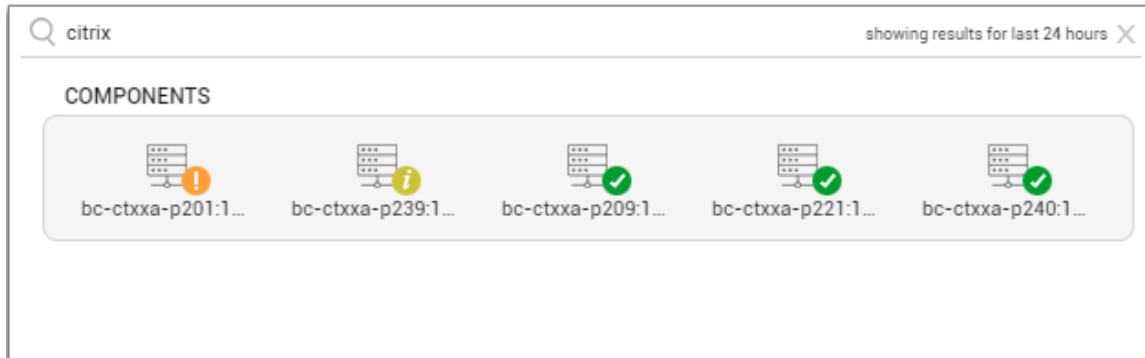 citrix
showing results for last 24 hours
COMPONENTS
bc-ctxxa-p201:1...
bc-ctxxa-p239:1...
bc-ctxxa-p209:1...
bc-ctxxa-p221:1...
bc-ctxxa-p240:1...